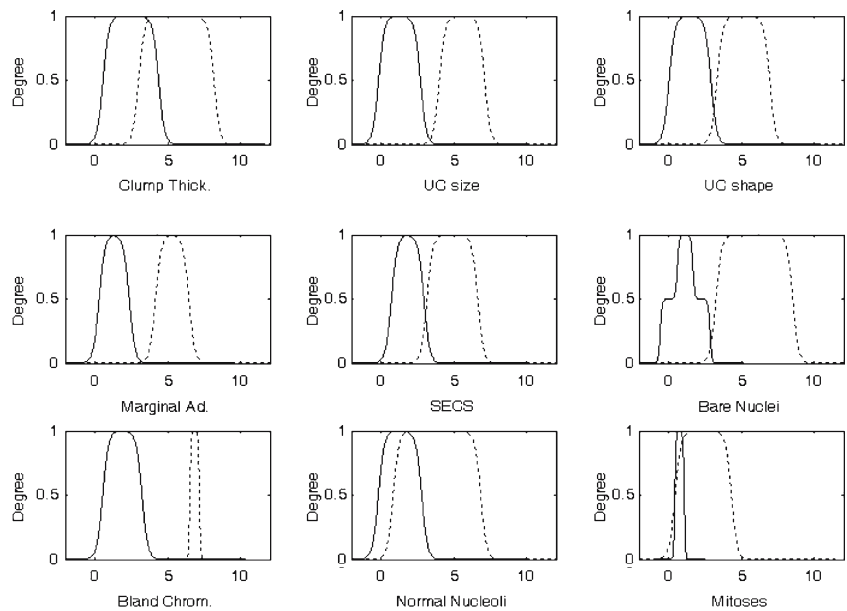 1
0.5
0
Degree
0 5 10
Clump Thick.
1
0.5
0
Degree
0 5 10
UC size
1
0.5
0
Degree
0 5 10
UC shape
1
0.5
0
Degree
0 5 10
Marginal Ad.
1
0.5
0
Degree
0 5 10
SECS
1
0.5
0
Degree
0 5 10
Bare Nuclei
1
0.5
0
Degree
0 5 10
Bland Chrom.
1
0.5
Degree
0 5 10
Normal Nucleoli
1
0.5
Degree
0 5 10
Mitoses